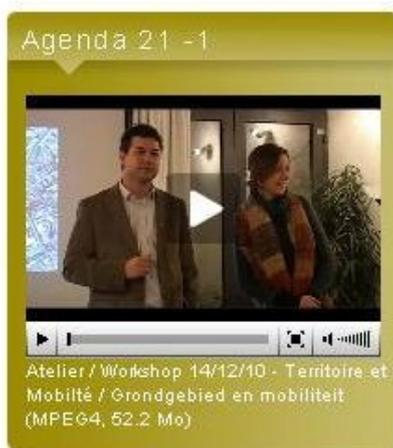 Agenda 21 -1
Atelier / Workshop 14/12/10 - Territoire et
Mobilté / Grondgebied en mobiliteit
(MPEG4, 52.2 Mo)